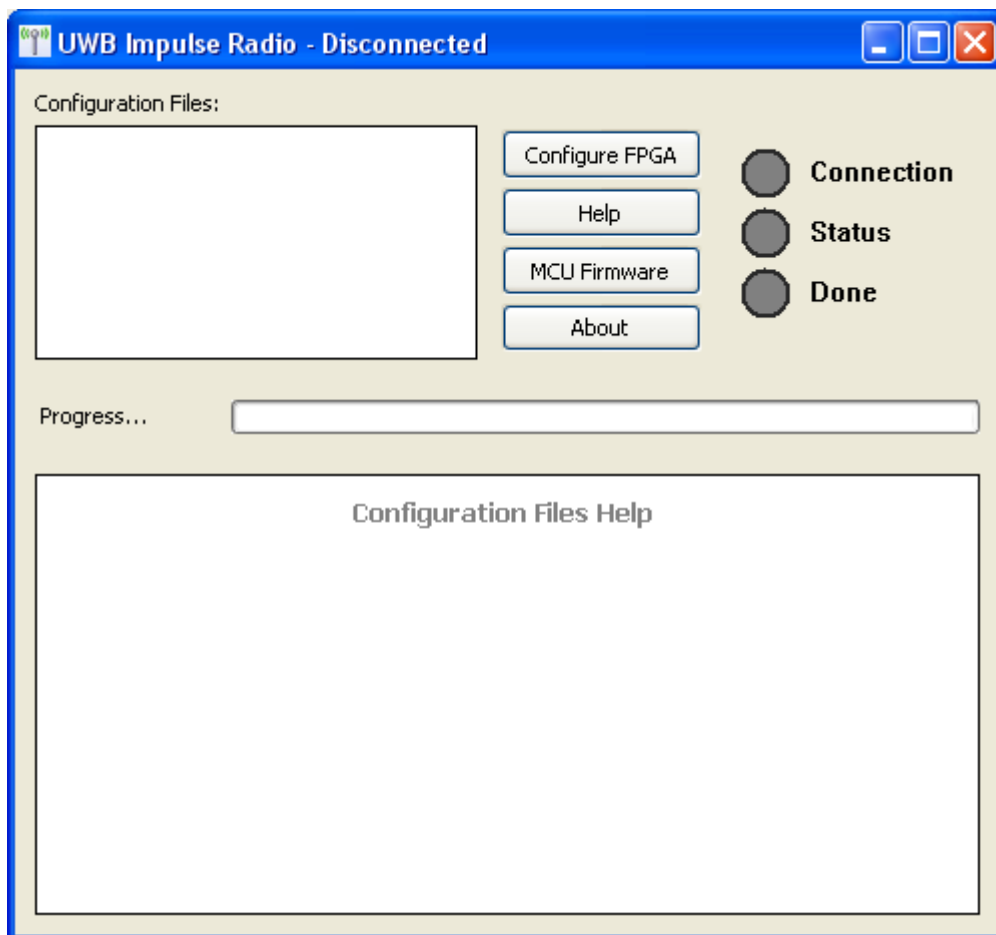 UWB Impulse Radio - Disconnected
Configuration Files:
Configure FPGA
Help
MCU Firmware
About
Connection
Status
Done
Progress...
Configuration Files Help